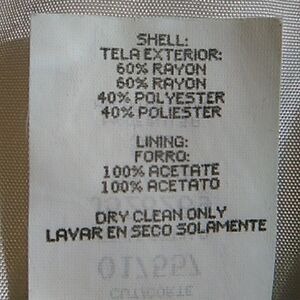 SHELL:
TELA EXTERIOR:
60% RAYON
60% RAYON
40% POLYESTER
40% POLIESTER
LINING:
FORRO:
100% ACETATE
100% ACETATO
DRY CLEAN ONLY
LAVAR EN SECO SOLAMENTE